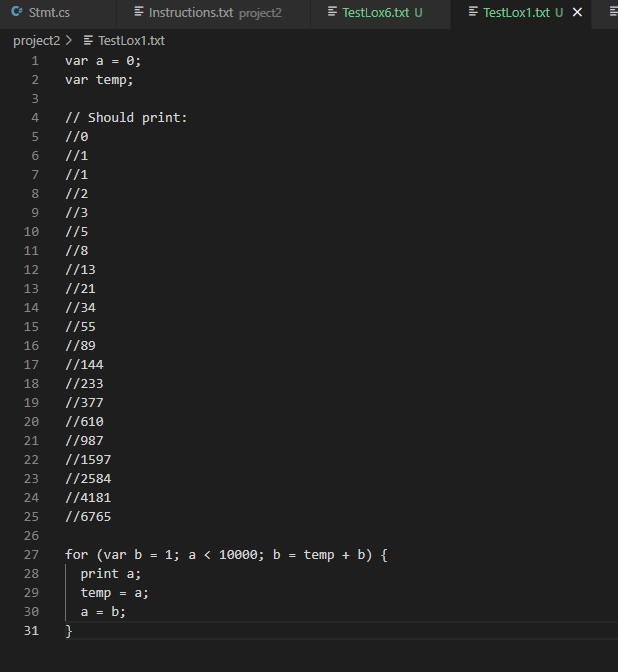 Stmt.cs Instructions.txt project2 TestLox6.txt U TestLox1.txt U
project2 > TestLox1.txt
1 var a = 0;
2 var temp;
3
4 // Should print:
5 //0
6 //1
7 //1
8 //2
9 //3
10 //5
11 //8
12 //13
13 //21
14 //34
15 //55
16 //89
17 //144
18 //233
19 //377
20 //610
21 //987
22 //1597
23 //2584
24 //4181
25 //6765
26
27 for (var b = 1; a < 10000; b = temp + b) {
28 print a;
29 temp = a;
30 a = b;
31 }